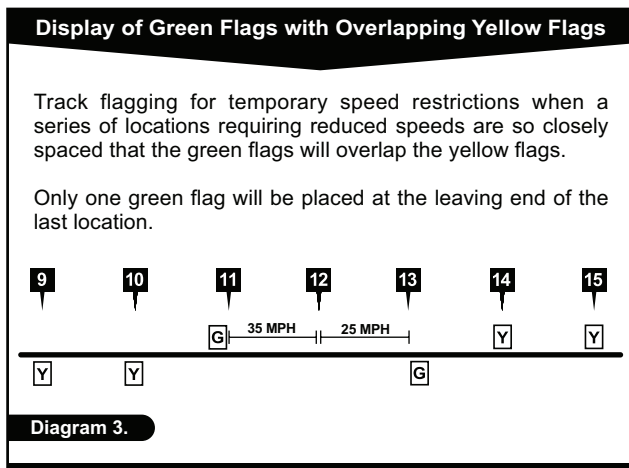 Display of Green Flags with Overlapping Yellow Flags
Track flagging for temporary speed restrictions when a
series of locations requiring reduced speeds are so closely
spaced that the green flags will overlap the yellow flags.
Only one green flag will be placed at the leaving end of the
last location.
9 10 11 12 13 14 15
G 35 MPH 25 MPH Y Y
Y Y G
Diagram 3.